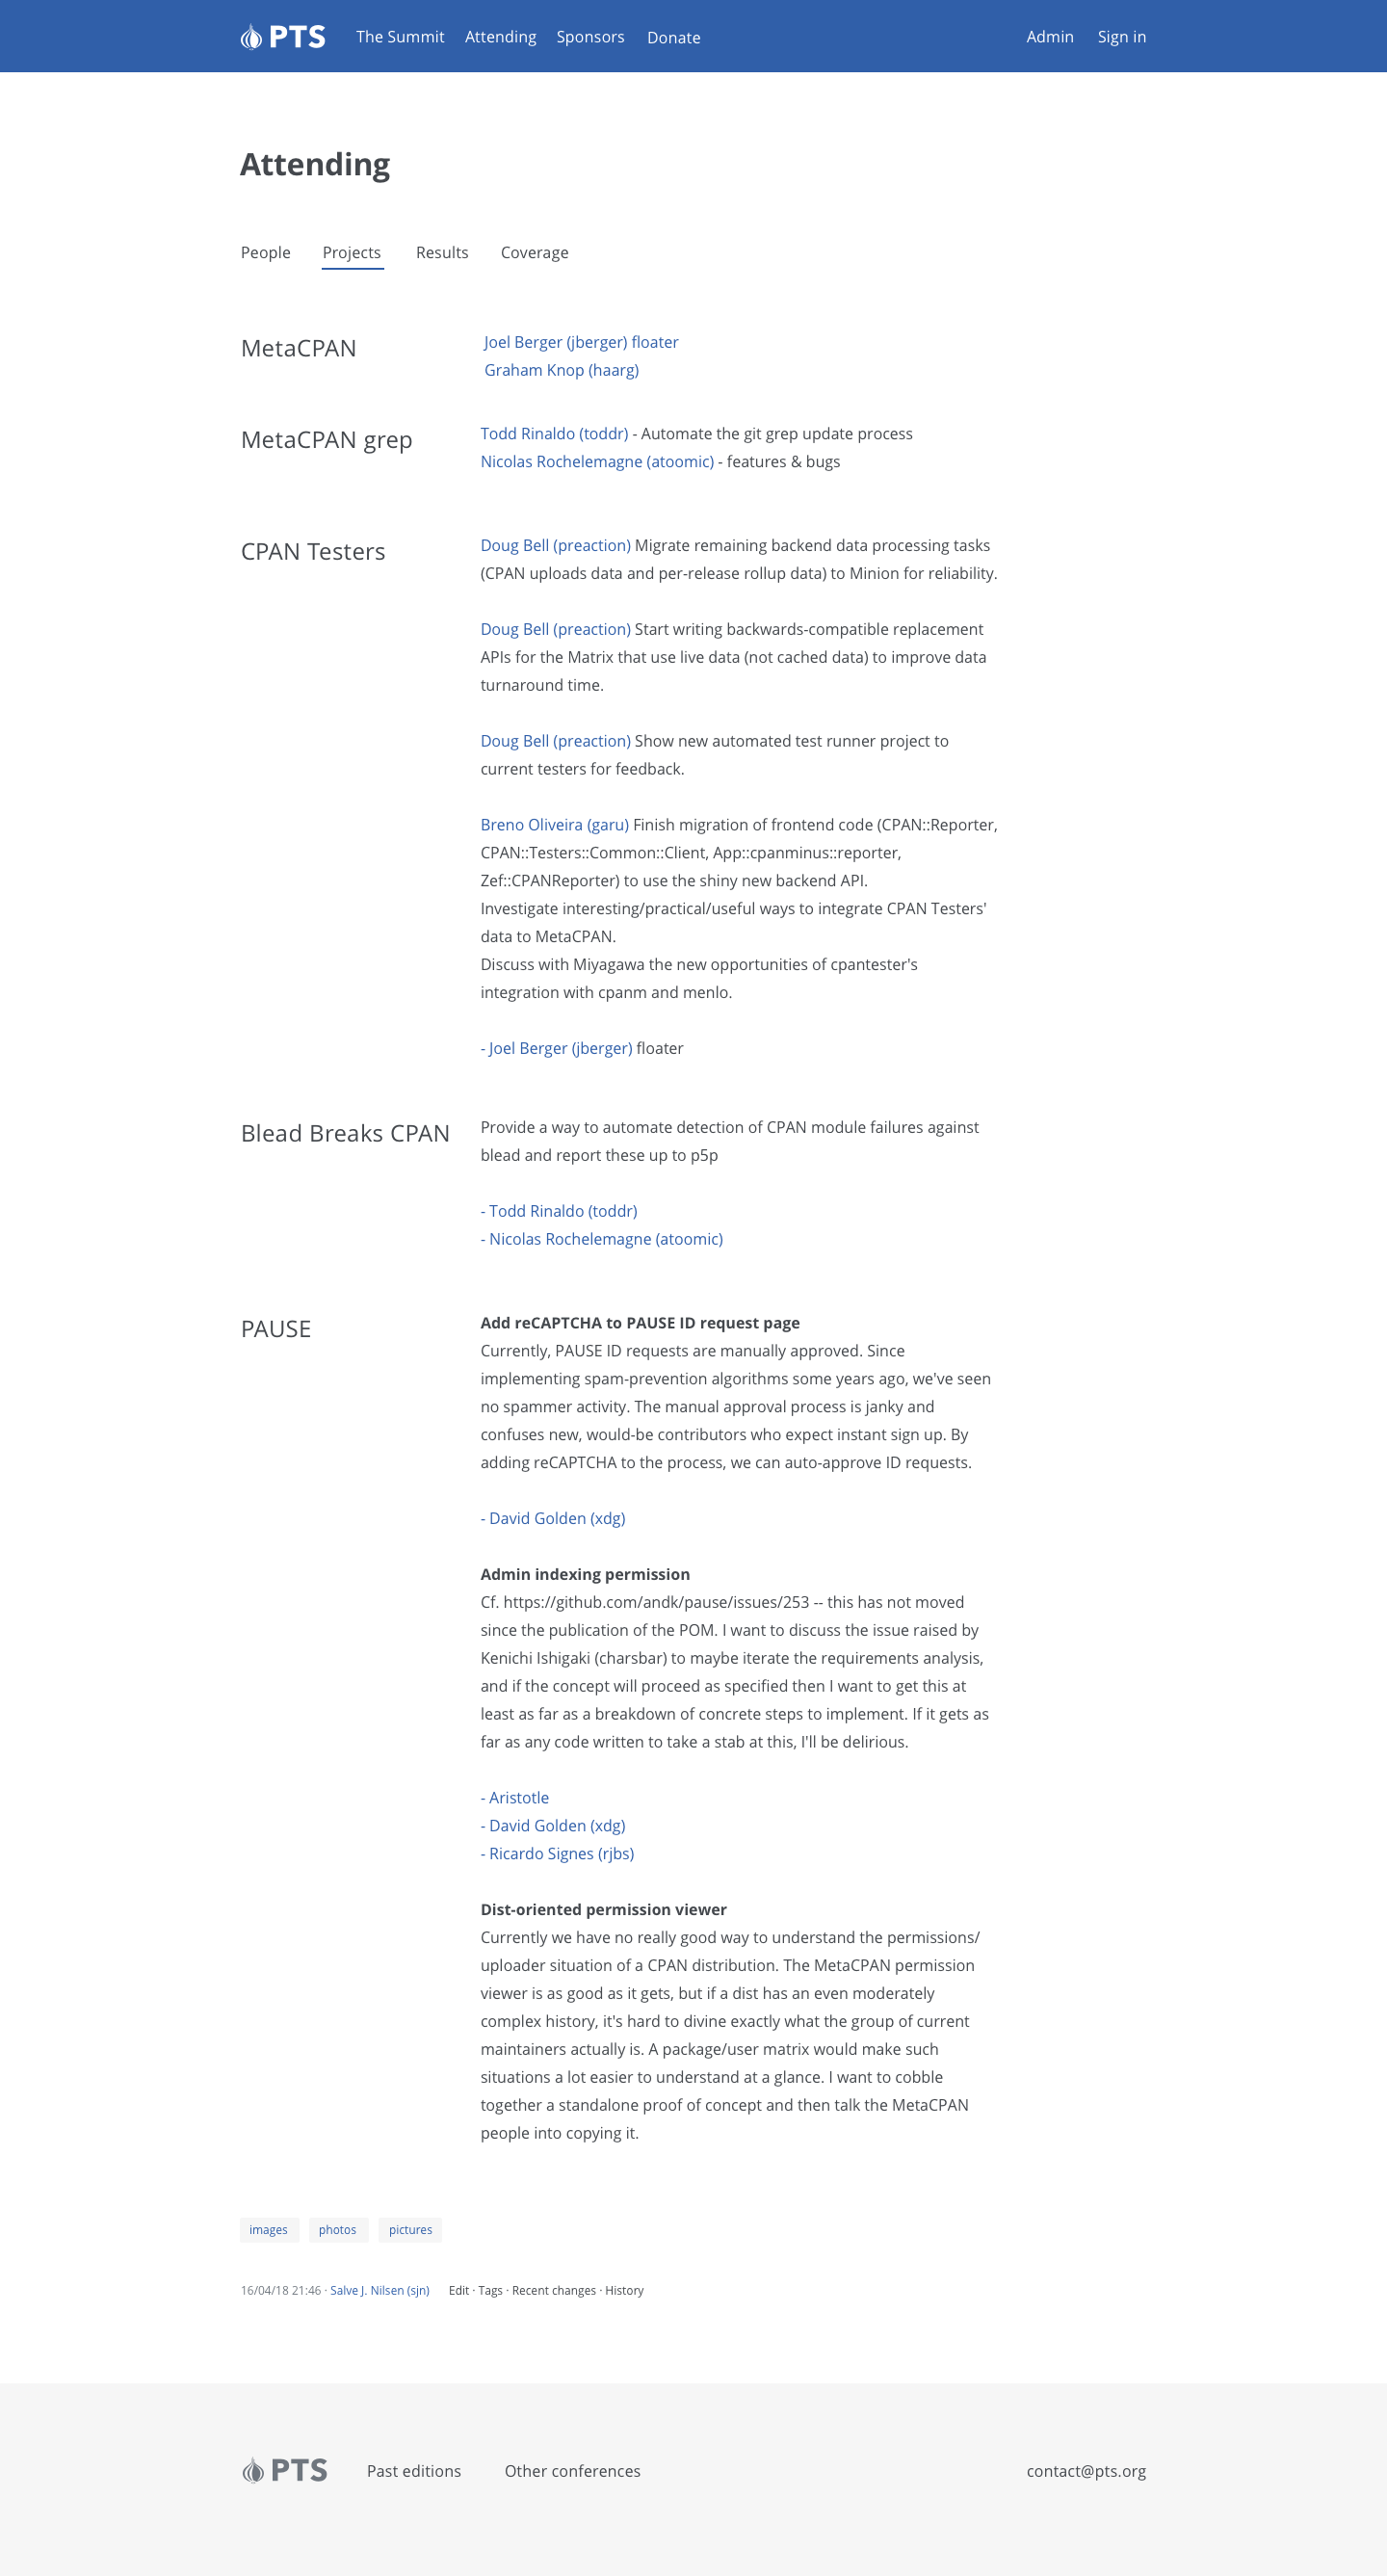 PTS The Summit Attending Sponsors Donate Admin Sign in
Attending
People Projects Results Coverage
MetaCPAN
Joel Berger (jberger) floater
Graham Knop (haarg)
MetaCPAN grep
Todd Rinaldo (toddr) - Automate the git grep update process
Nicolas Rochelemagne (atoomic) - features & bugs
CPAN Testers
Doug Bell (preaction) Migrate remaining backend data processing tasks
(CPAN uploads data and per-release rollup data) to Minion for reliability.
Doug Bell (preaction) Start writing backwards-compatible replacement
APIs for the Matrix that use live data (not cached data) to improve data
turnaround time.
Doug Bell (preaction) Show new automated test runner project to
current testers for feedback.
Breno Oliveira (garu) Finish migration of frontend code (CPAN::Reporter,
CPAN::Testers::Common::Client, App::cpanminus::reporter,
Zef::CPANReporter) to use the shiny new backend API.
Investigate interesting/practical/useful ways to integrate CPAN Testers'
data to MetaCPAN.
Discuss with Miyagawa the new opportunities of cpantester's
integration with cpanm and menlo.
- Joel Berger (jberger) floater
Blead Breaks CPAN
Provide a way to automate detection of CPAN module failures against
blead and report these up to p5p
- Todd Rinaldo (toddr)
- Nicolas Rochelemagne (atoomic)
PAUSE
Add reCAPTCHA to PAUSE ID request page
Currently, PAUSE ID requests are manually approved. Since
implementing spam-prevention algorithms some years ago, we've seen
no spammer activity. The manual approval process is janky and
confuses new, would-be contributors who expect instant sign up. By
adding reCAPTCHA to the process, we can auto-approve ID requests.
- David Golden (xdg)
Admin indexing permission
Cf. https://github.com/andk/pause/issues/253 -- this has not moved
since the publication of the POM. I want to discuss the issue raised by
Kenichi Ishigaki (charsbar) to maybe iterate the requirements analysis,
and if the concept will proceed as specified then I want to get this at
least as far as a breakdown of concrete steps to implement. If it gets as
far as any code written to take a stab at this, I'll be delirious.
- Aristotle
- David Golden (xdg)
- Ricardo Signes (rjbs)
Dist-oriented permission viewer
Currently we have no really good way to understand the permissions/
uploader situation of a CPAN distribution. The MetaCPAN permission
viewer is as good as it gets, but if a dist has an even moderately
complex history, it's hard to divine exactly what the group of current
maintainers actually is. A package/user matrix would make such
situations a lot easier to understand at a glance. I want to cobble
together a standalone proof of concept and then talk the MetaCPAN
people into copying it.
images photos pictures
16/04/18 21:46 · Salve J. Nilsen (sjn) Edit · Tags · Recent changes · History
PTS Past editions Other conferences contact@pts.org